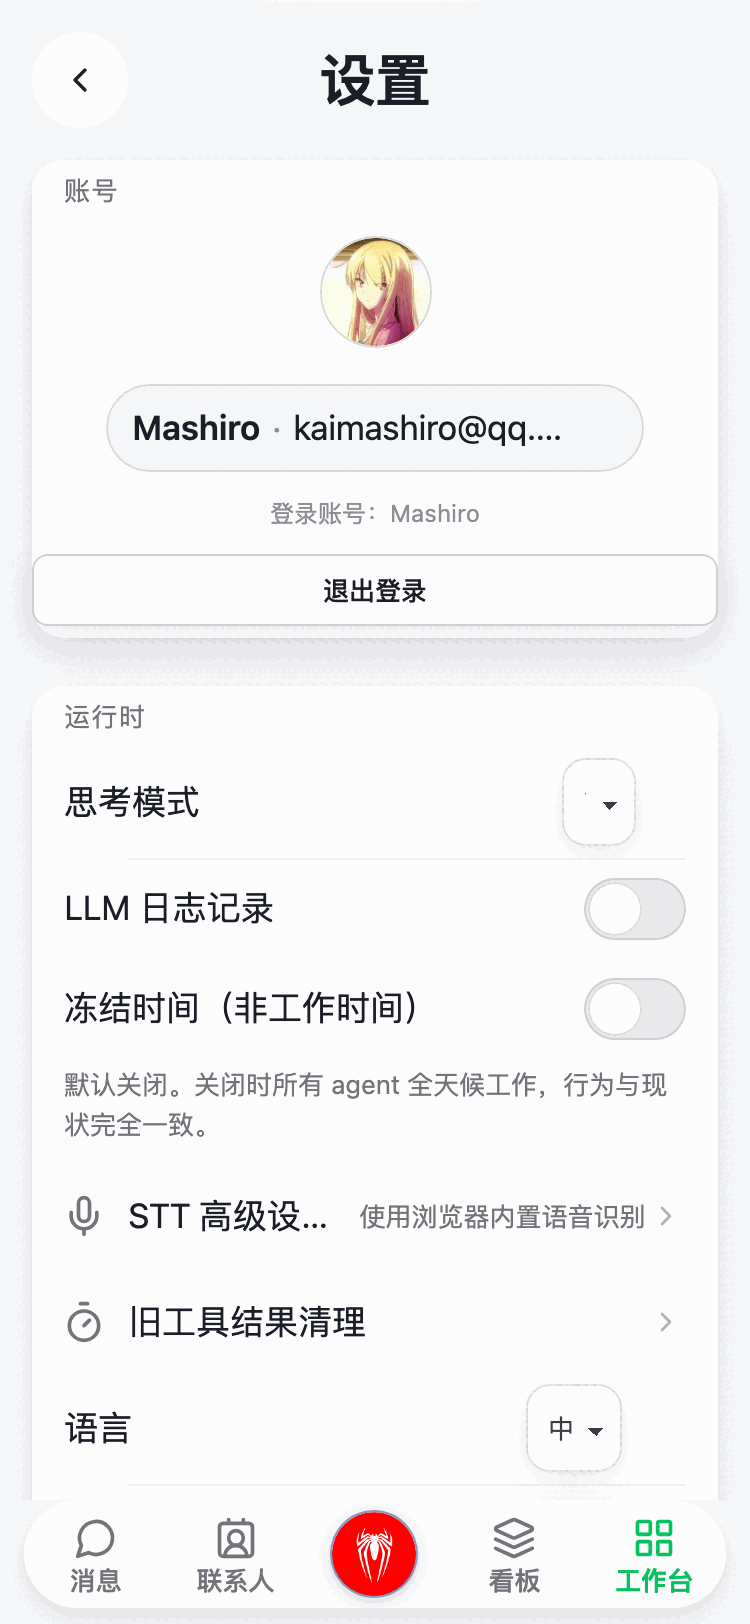 设置
账号
Mashiro · kaimashiro@qq....
登录账号：Mashiro
退出登录
运行时
思考模式
LLM 日志记录
冻结时间（非工作时间）
默认关闭。关闭时所有 agent 全天候工作，行为与现
状完全一致。
STT 高级设... 使用浏览器内置语音识别
旧工具结果清理
语言 中
消息 联系人 看板 工作台